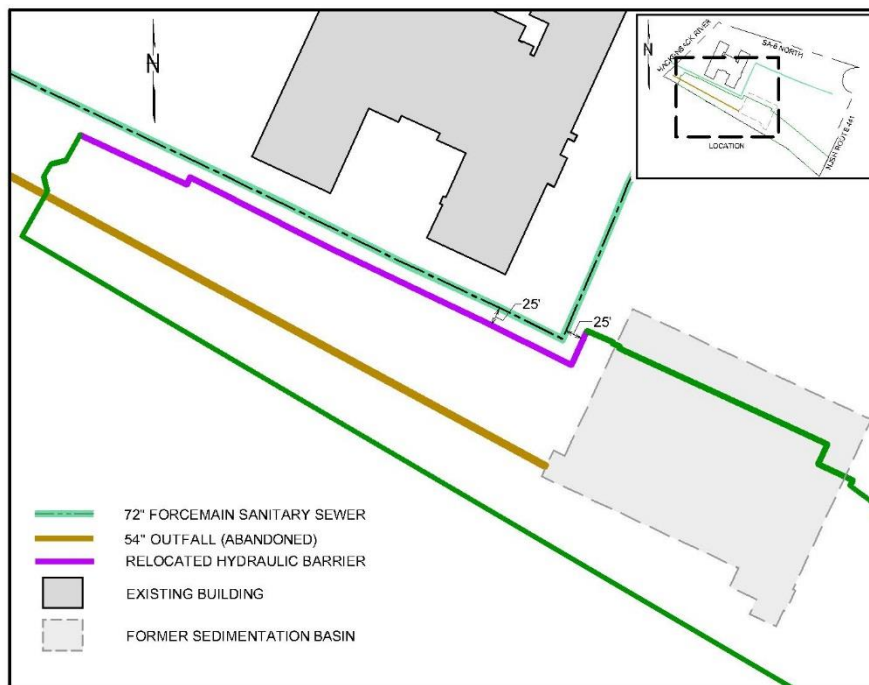 N
N
HACKENSACK RIVER
SA-6 NORTH
NJSH ROUTE 441
LOCATION
25'
25'
72" FORCEMAIN SANITARY SEWER
54" OUTFALL (ABANDONED)
RELOCATED HYDRAULIC BARRIER
EXISTING BUILDING
FORMER SEDIMENTATION BASIN